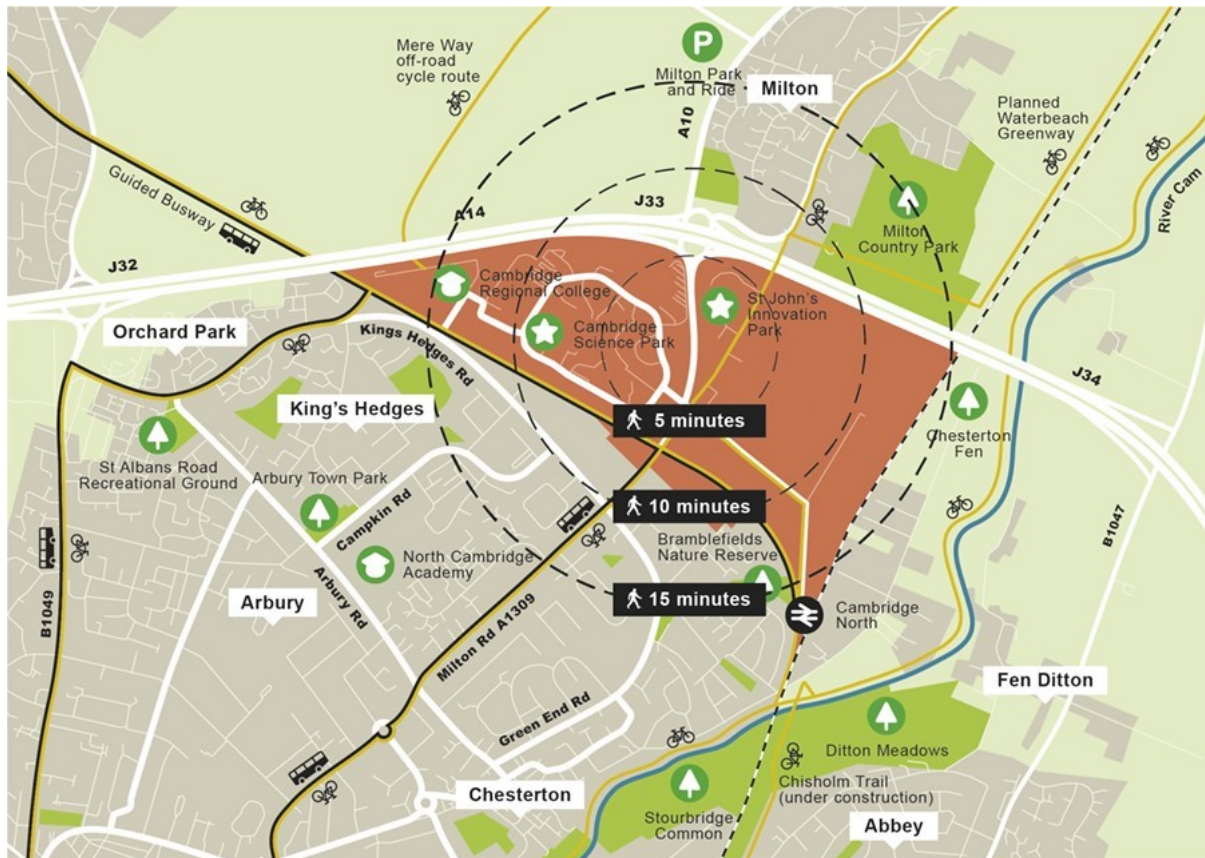 Mere Way
off-road
cycle route
P
Milton Park
and Ride
Milton
A10
Planned
Waterbeach
Greenway
River Cam
Guided Busway
A14
J33
J32
Milton
Country Park
Cambridge
Regional College
St John's
Innovation
Park
Cambridge
Science Park
Orchard Park
Kings Hedges Rd
J34
King's Hedges
5 minutes
Chesterton
Fen
St Albans Road
Recreational Ground
Arbury Town Park
Campkin Rd
10 minutes
Bramblefields
Nature Reserve
B1047
North Cambridge
Academy
15 minutes
Arbury
Arbury Rd
B1049
Cambridge
North
Milton Rd A1309
Fen Ditton
Green End Rd
Ditton Meadows
Chisholm Trail
(under construction)
Chesterton
Stourbridge
Common
Abbey